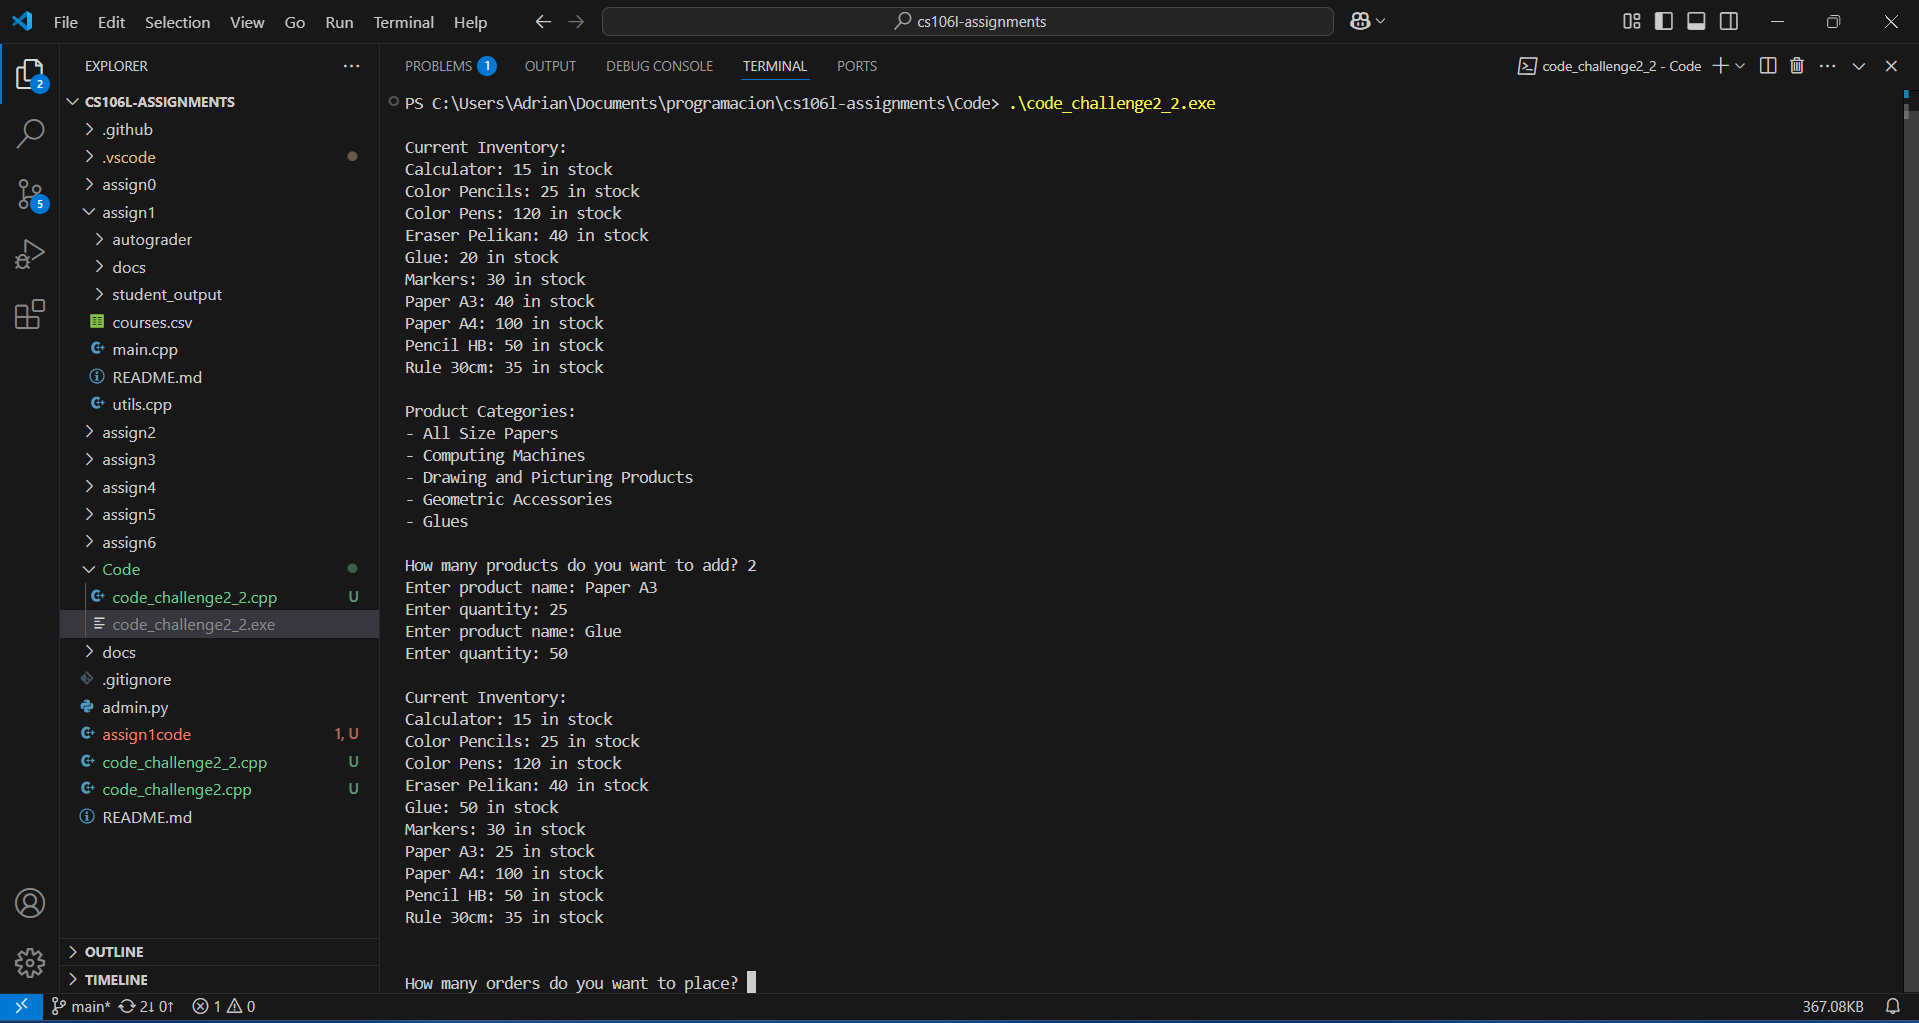 File Edit Selection View Go Run Terminal Help cs106l-assignments
EXPLORER
CS106L-ASSIGNMENTS
.github
.vscode
assign0
assign1
autograder
docs
student_output
courses.csv
main.cpp
README.md
utils.cpp
assign2
assign3
assign4
assign5
assign6
Code
code_challenge2_2.cpp U
code_challenge2_2.exe
docs
.gitignore
admin.py
assign1code 1, U
code_challenge2_2.cpp U
code_challenge2.cpp U
README.md
OUTLINE
TIMELINE
2
5
PROBLEMS 1 OUTPUT DEBUG CONSOLE TERMINAL PORTS code_challenge2_2 - Code
PS C:\Users\Adrian\Documents\programacion\cs106l-assignments\Code> .\code_challenge2_2.exe
Current Inventory:
Calculator: 15 in stock
Color Pencils: 25 in stock
Color Pens: 120 in stock
Eraser Pelikan: 40 in stock
Glue: 20 in stock
Markers: 30 in stock
Paper A3: 40 in stock
Paper A4: 100 in stock
Pencil HB: 50 in stock
Rule 30cm: 35 in stock
Product Categories:
- All Size Papers
- Computing Machines
- Drawing and Picturing Products
- Geometric Accessories
- Glues
How many products do you want to add? 2
Enter product name: Paper A3
Enter quantity: 25
Enter product name: Glue
Enter quantity: 50
Current Inventory:
Calculator: 15 in stock
Color Pencils: 25 in stock
Color Pens: 120 in stock
Eraser Pelikan: 40 in stock
Glue: 50 in stock
Markers: 30 in stock
Paper A3: 25 in stock
Paper A4: 100 in stock
Pencil HB: 50 in stock
Rule 30cm: 35 in stock
How many orders do you want to place?
main* 2↓ 0↑ 1 0 367.08KB